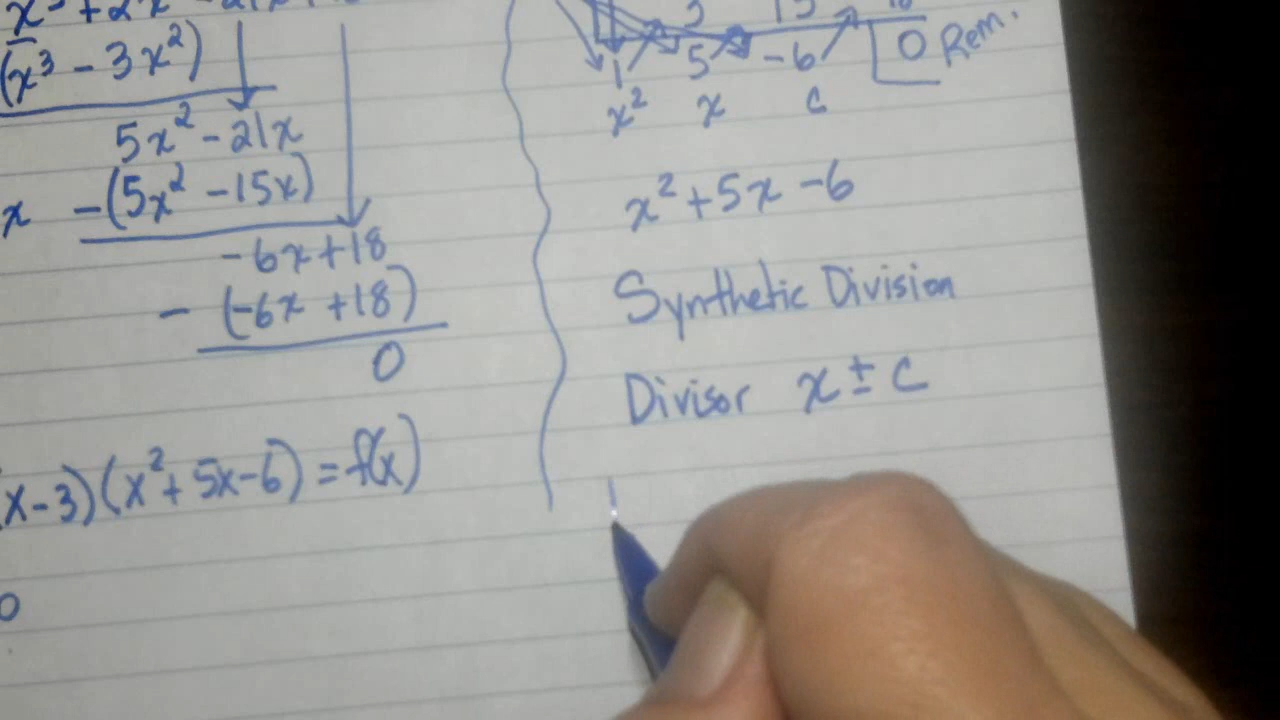 (x³ - 3x²)
5x² - 21x
x -(5x² - 15x)
-6x + 18
- (-6x + 18)
0
(x-3)(x² + 5x - 6) = f(x)
0
3 15
1 5 -6 0 Rem.
x² x c
x² + 5x - 6
Synthetic Division
Divisor x ± c